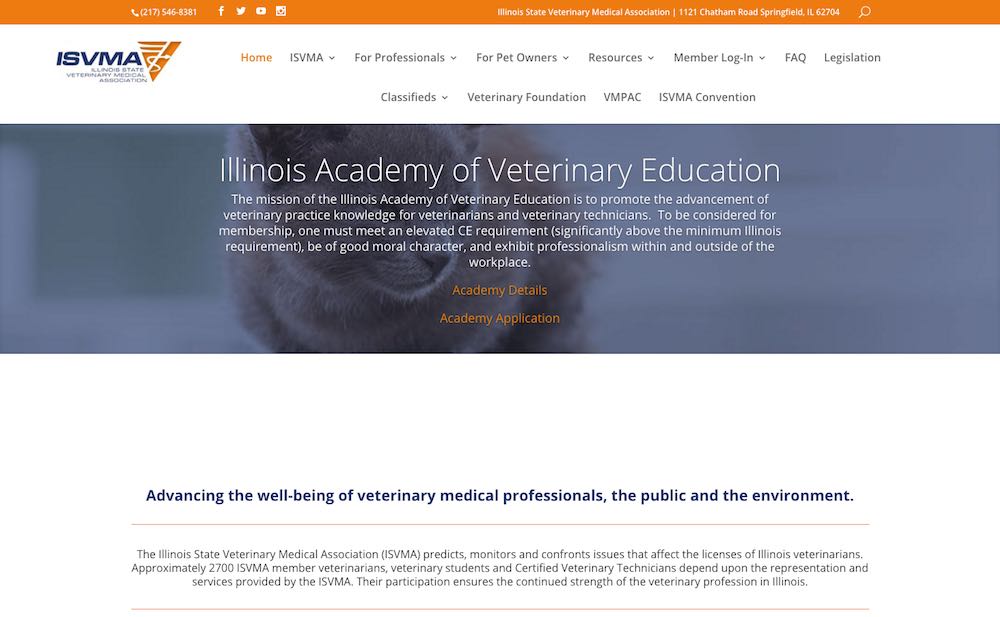 (217) 546-8381
Illinois State Veterinary Medical Association | 1121 Chatham Road Springfield, IL 62704
ISVMA
ILLINOIS STATE
VETERINARY MEDICAL
ASSOCIATION
Home ISVMA For Professionals For Pet Owners Resources Member Log-In FAQ Legislation
Classifieds Veterinary Foundation VMPAC ISVMA Convention
Illinois Academy of Veterinary Education
The mission of the Illinois Academy of Veterinary Education is to promote the advancement of
veterinary practice knowledge for veterinarians and veterinary technicians. To be considered for
membership, one must meet an elevated CE requirement (significantly above the minimum Illinois
requirement), be of good moral character, and exhibit professionalism within and outside of the
workplace.
Academy Details
Academy Application
Advancing the well-being of veterinary medical professionals, the public and the environment.
The Illinois State Veterinary Medical Association (ISVMA) predicts, monitors and confronts issues that affect the licenses of Illinois veterinarians.
Approximately 2700 ISVMA member veterinarians, veterinary students and Certified Veterinary Technicians depend upon the representation and
services provided by the ISVMA. Their participation ensures the continued strength of the veterinary profession in Illinois.